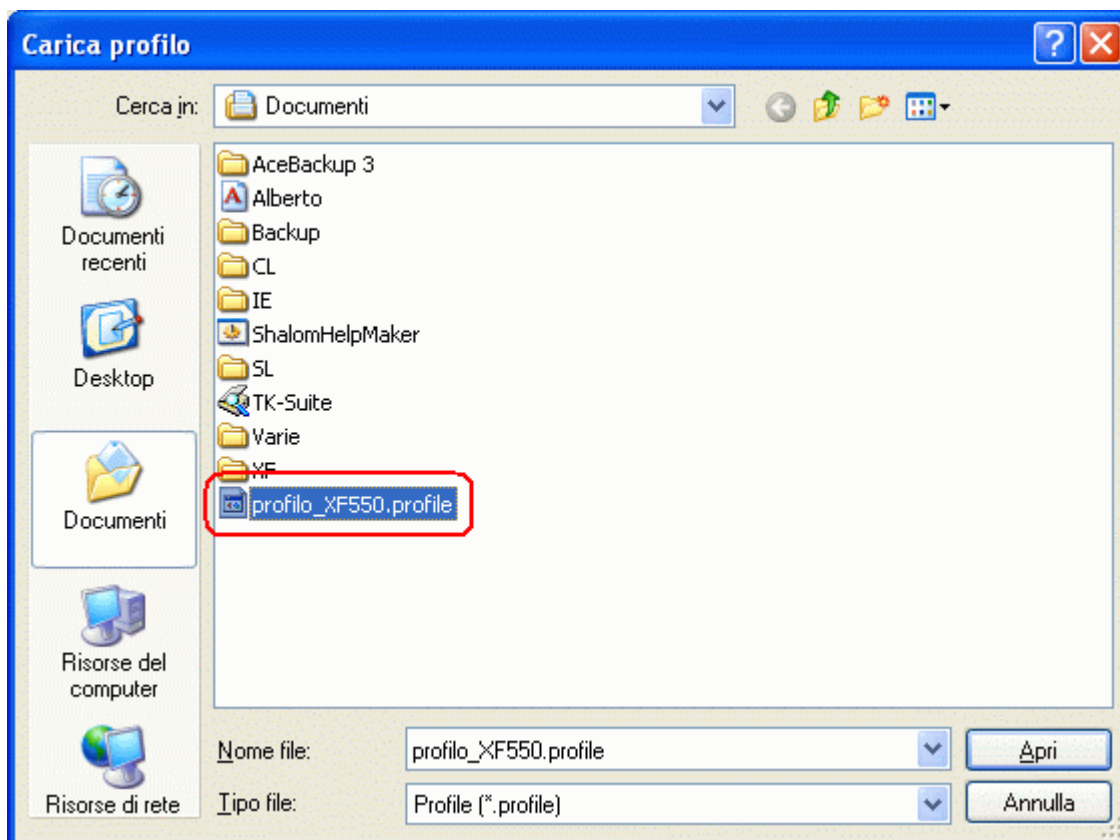 Carica profilo
Cerca in: Documenti
AceBackup 3
Alberto
Backup
CL
IE
ShalomHelpMaker
SL
TK-Suite
Varie
XF
profilo_XF550.profile
Documenti
recenti
Desktop
Documenti
Risorse del
computer
Risorse di rete
Nome file: profilo_XF550.profile Apri
Tipo file: Profile (*.profile) Annulla